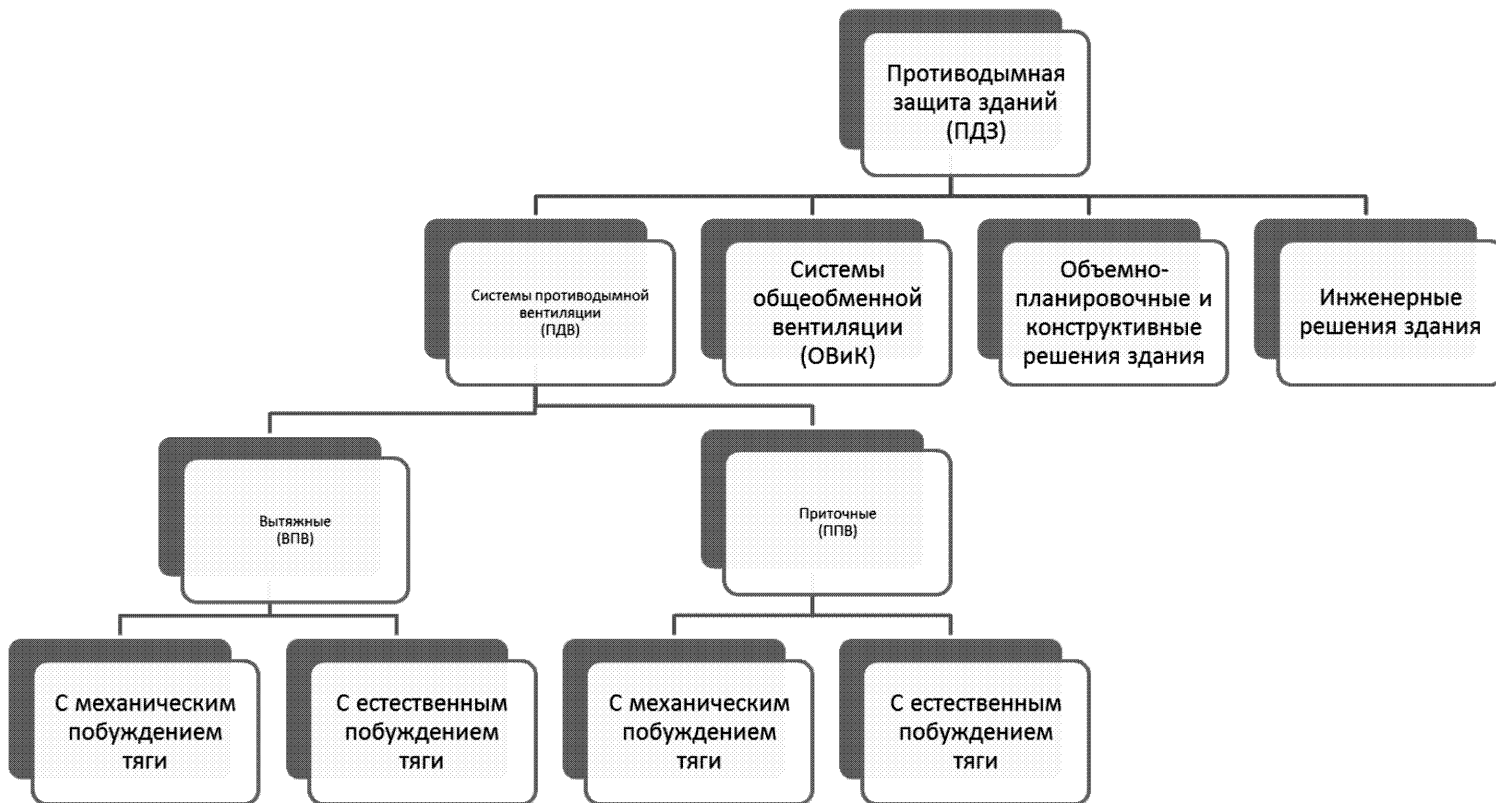 Противодымная
защита зданий
(ПДЗ)
Системы противодымной
вентиляции
(ПДВ)
Системы
общеобменной
вентиляции
(ОВиК)
Объемно-
планировочные и
конструктивные
решения здания
Инженерные
решения здания
Вытяжные
(ВПВ)
Приточные
(ППВ)
С механическим
побуждением
тяги
С естественным
побуждением
тяги
С механическим
побуждением
тяги
С естественным
побуждением
тяги